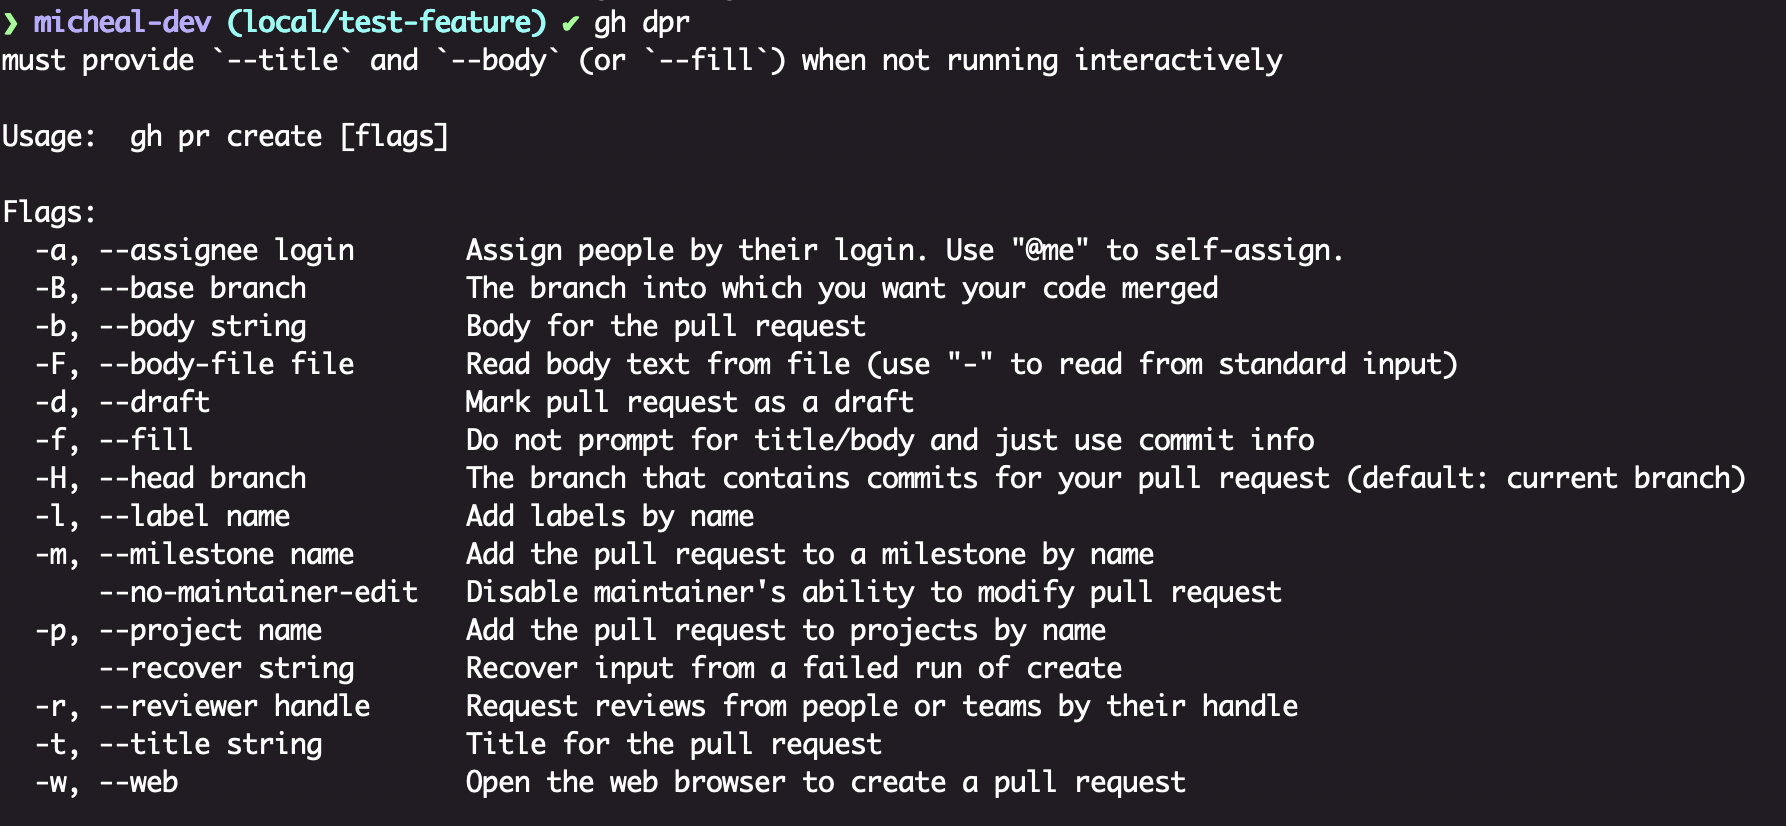 ❯ micheal-dev (local/test-feature) ✔ gh dpr
must provide `--title` and `--body` (or `--fill`) when not running interactively

Usage:  gh pr create [flags]

Flags:
  -a, --assignee login       Assign people by their login. Use "@me" to self-assign.
  -B, --base branch          The branch into which you want your code merged
  -b, --body string          Body for the pull request
  -F, --body-file file       Read body text from file (use "-" to read from standard input)
  -d, --draft                Mark pull request as a draft
  -f, --fill                 Do not prompt for title/body and just use commit info
  -H, --head branch          The branch that contains commits for your pull request (default: current branch)
  -l, --label name           Add labels by name
  -m, --milestone name       Add the pull request to a milestone by name
      --no-maintainer-edit   Disable maintainer's ability to modify pull request
  -p, --project name         Add the pull request to projects by name
      --recover string       Recover input from a failed run of create
  -r, --reviewer handle      Request reviews from people or teams by their handle
  -t, --title string         Title for the pull request
  -w, --web                  Open the web browser to create a pull request